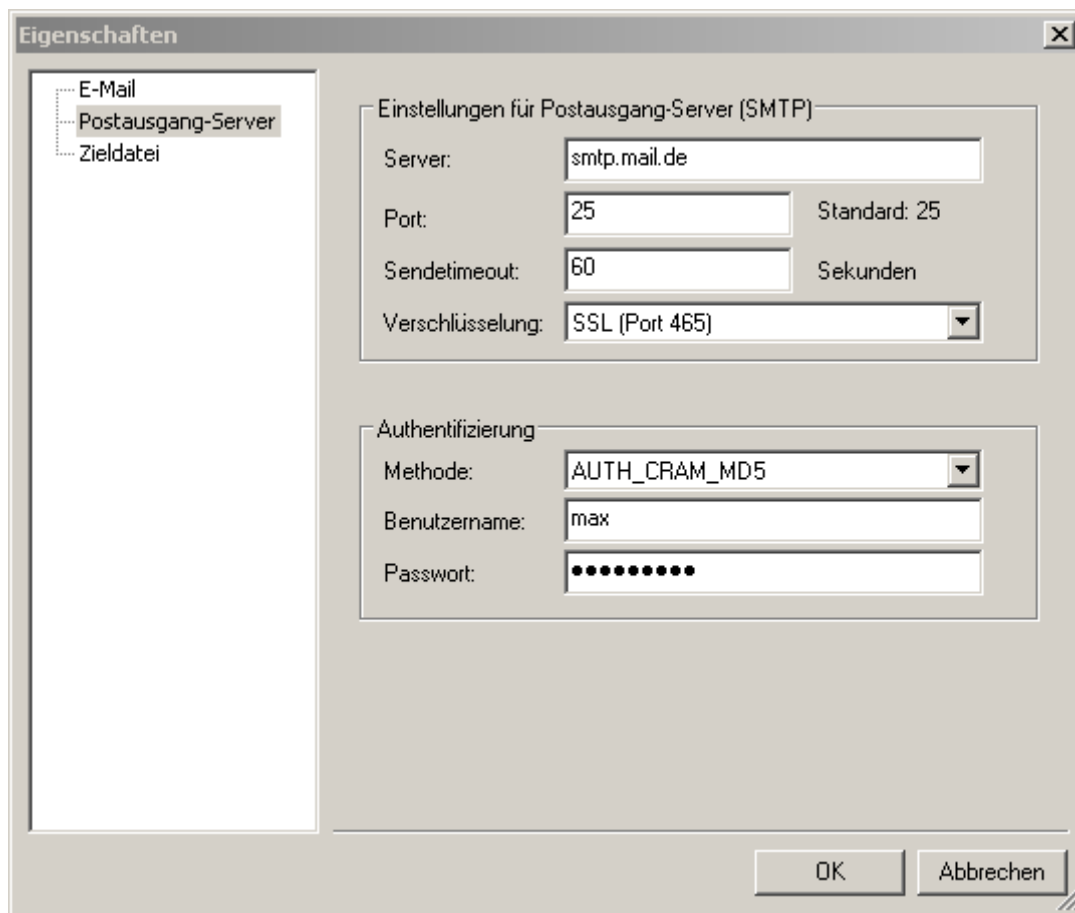 Eigenschaften
E-Mail
Postausgang-Server
Zieldatei
Einstellungen für Postausgang-Server (SMTP)
Server: smtp.mail.de
Port: 25 Standard: 25
Sendetimeout: 60 Sekunden
Verschlüsselung: SSL (Port 465)
Authentifizierung
Methode: AUTH_CRAM_MD5
Benutzername: max
Passwort: ●●●●●●●●●
OK Abbrechen